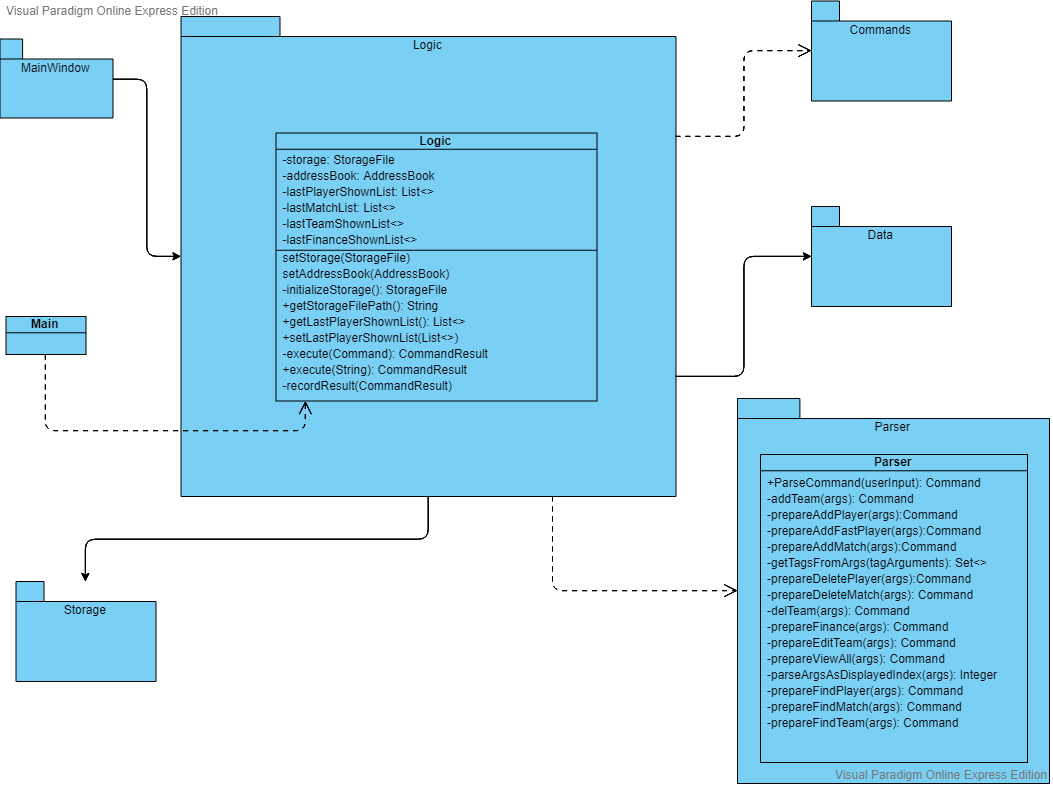 Visual Paradigm Online Express Edition
Logic
MainWindow
Commands
Logic
-storage: StorageFile
-addressBook: AddressBook
-lastPlayerShownList: List<>
-lastMatchList: List<>
-lastTeamShownList<>
-lastFinanceShownList<>
setStorage(StorageFile)
setAddressBook(AddressBook)
-initializeStorage(): StorageFile
+getStorageFilePath(): String
+getLastPlayerShownList(): List<>
+setLastPlayerShownList(List<>)
-execute(Command): CommandResult
+execute(String): CommandResult
-recordResult(CommandResult)
Data
Main
Parser
Parser
+ParseCommand(userInput): Command
-addTeam(args): Command
-prepareAddPlayer(args):Command
-prepareAddFastPlayer(args):Command
-prepareAddMatch(args):Command
-getTagsFromArgs(tagArguments): Set<>
-prepareDeletePlayer(args):Command
-prepareDeleteMatch(args): Command
-delTeam(args): Command
-prepareFinance(args): Command
-prepareEditTeam(args): Command
-prepareViewAll(args): Command
-parseArgsAsDisplayedIndex(args): Integer
-prepareFindPlayer(args): Command
-prepareFindMatch(args): Command
-prepareFindTeam(args): Command
Storage
Visual Paradigm Online Express Edition